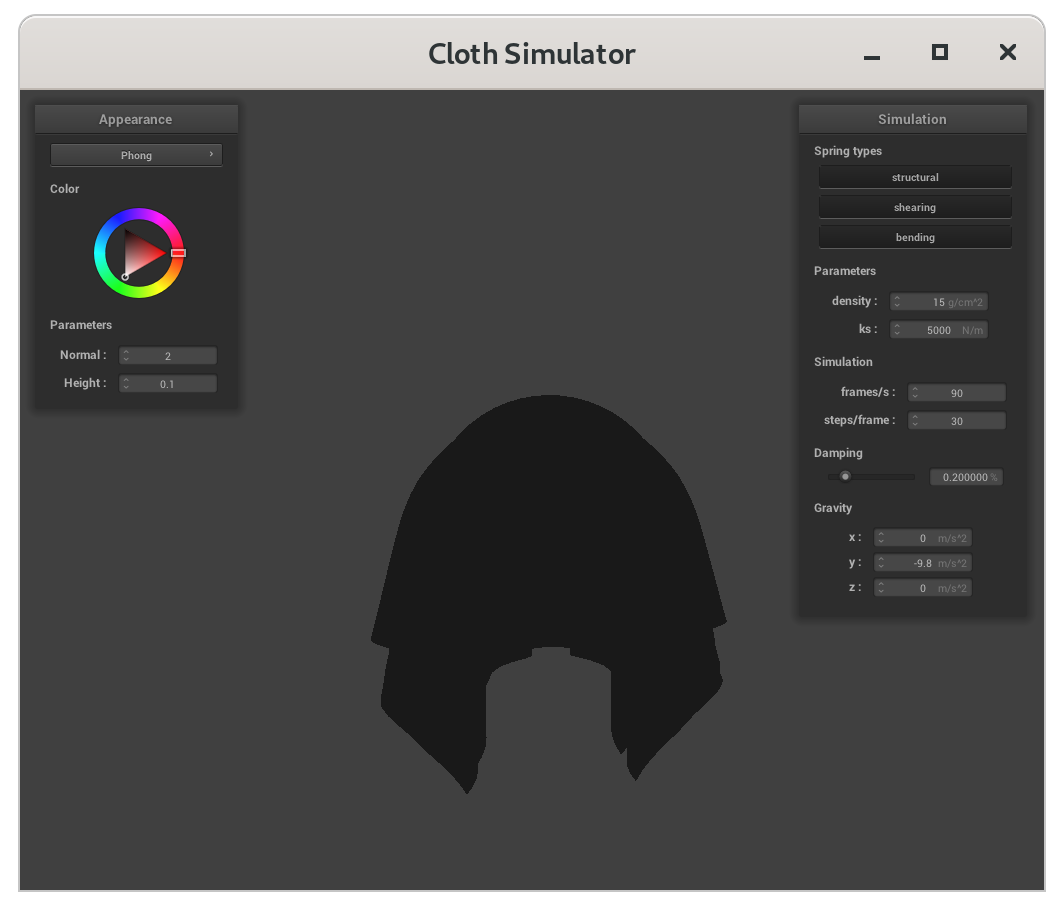 Cloth Simulator
Appearance
Phong
Color
Parameters
Normal : 2
Height : 0.1
Simulation
Spring types
structural
shearing
bending
Parameters
density : 15 g/cm^2
ks : 5000 N/m
Simulation
frames/s : 90
steps/frame : 30
Damping
0.200000 %
Gravity
x : 0 m/s^2
y : -9.8 m/s^2
z : 0 m/s^2